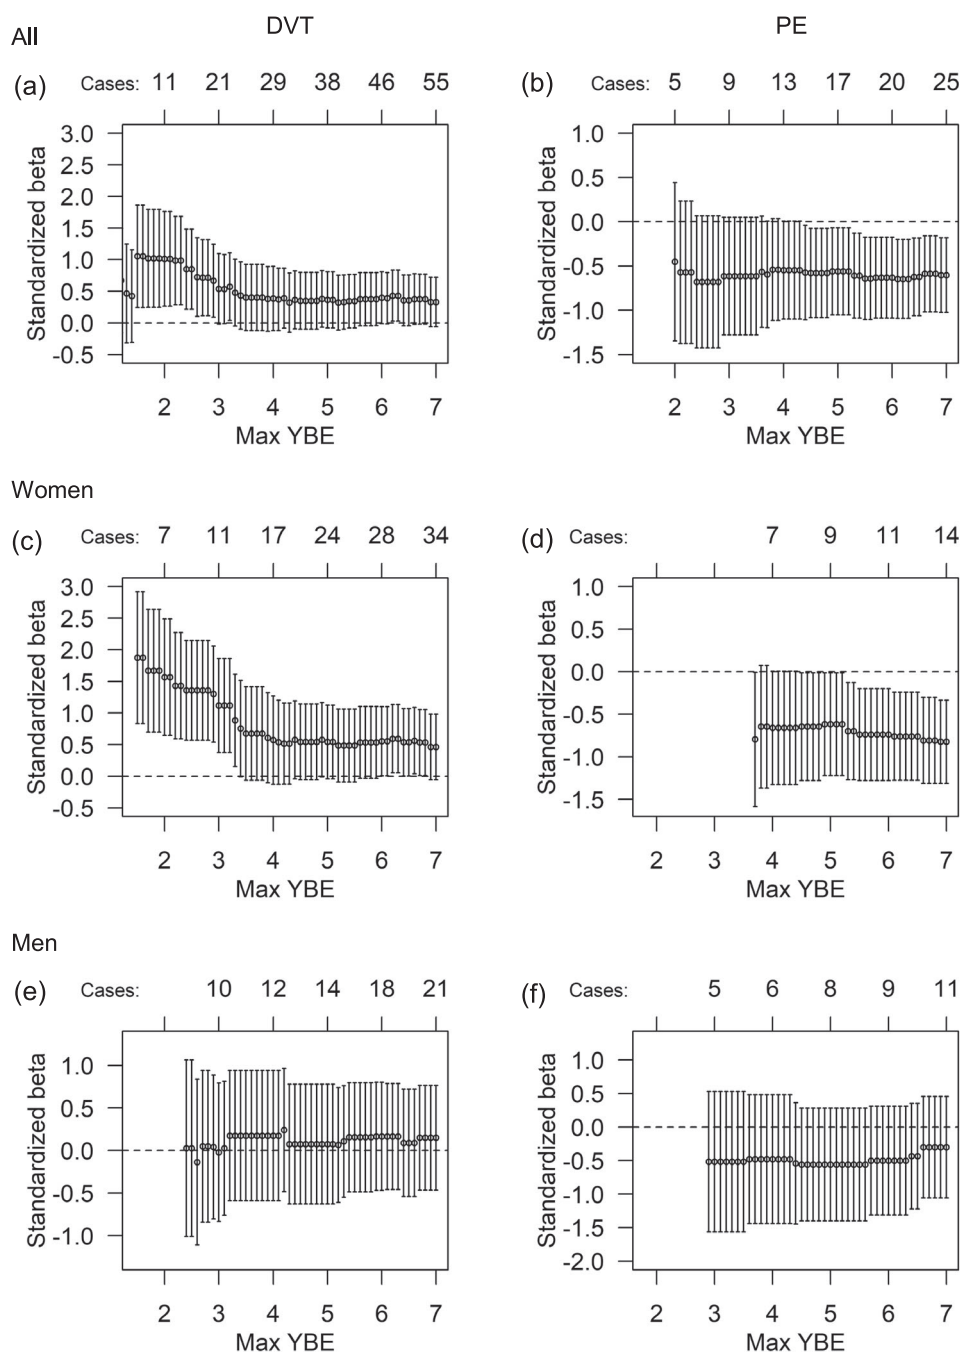 DVT PE
All
(a) Cases: 11 21 29 38 46 55
Standardized beta
3.0
2.5
2.0
1.5
1.0
0.5
0.0
-0.5
2 3 4 5 6 7
Max YBE
(b) Cases: 5 9 13 17 20 25
Standardized beta
1.0
0.5
0.0
-0.5
-1.0
-1.5
2 3 4 5 6 7
Max YBE
Women
(c) Cases: 7 11 17 24 28 34
Standardized beta
3.0
2.5
2.0
1.5
1.0
0.5
0.0
-0.5
2 3 4 5 6 7
Max YBE
(d) Cases: 7 9 11 14
Standardized beta
1.0
0.5
0.0
-0.5
-1.0
-1.5
2 3 4 5 6 7
Max YBE
Men
(e) Cases: 10 12 14 18 21
Standardized beta
1.0
0.5
0.0
-0.5
-1.0
2 3 4 5 6 7
Max YBE
(f) Cases: 5 6 8 9 11
Standardized beta
1.0
0.5
0.0
-0.5
-1.0
-1.5
-2.0
2 3 4 5 6 7
Max YBE